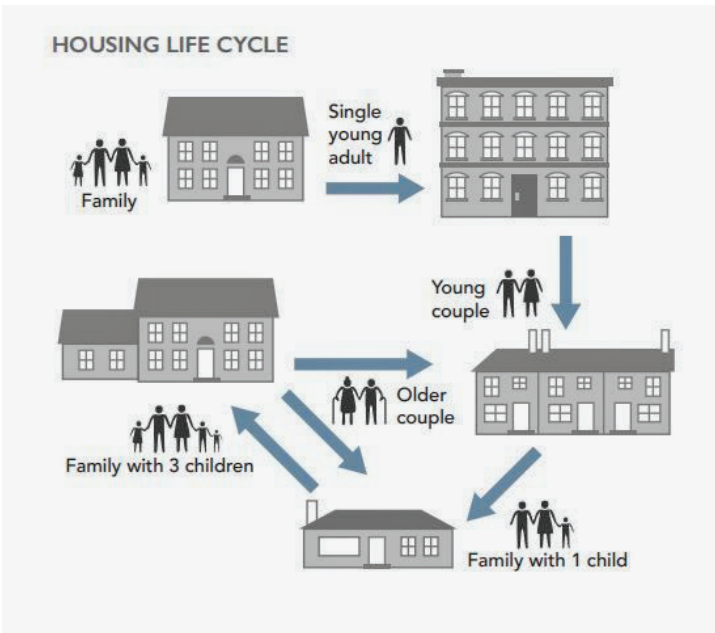 HOUSING LIFE CYCLE
Single
young
adult
Family
Young
couple
Older
couple
Family with 3 children
Family with 1 child